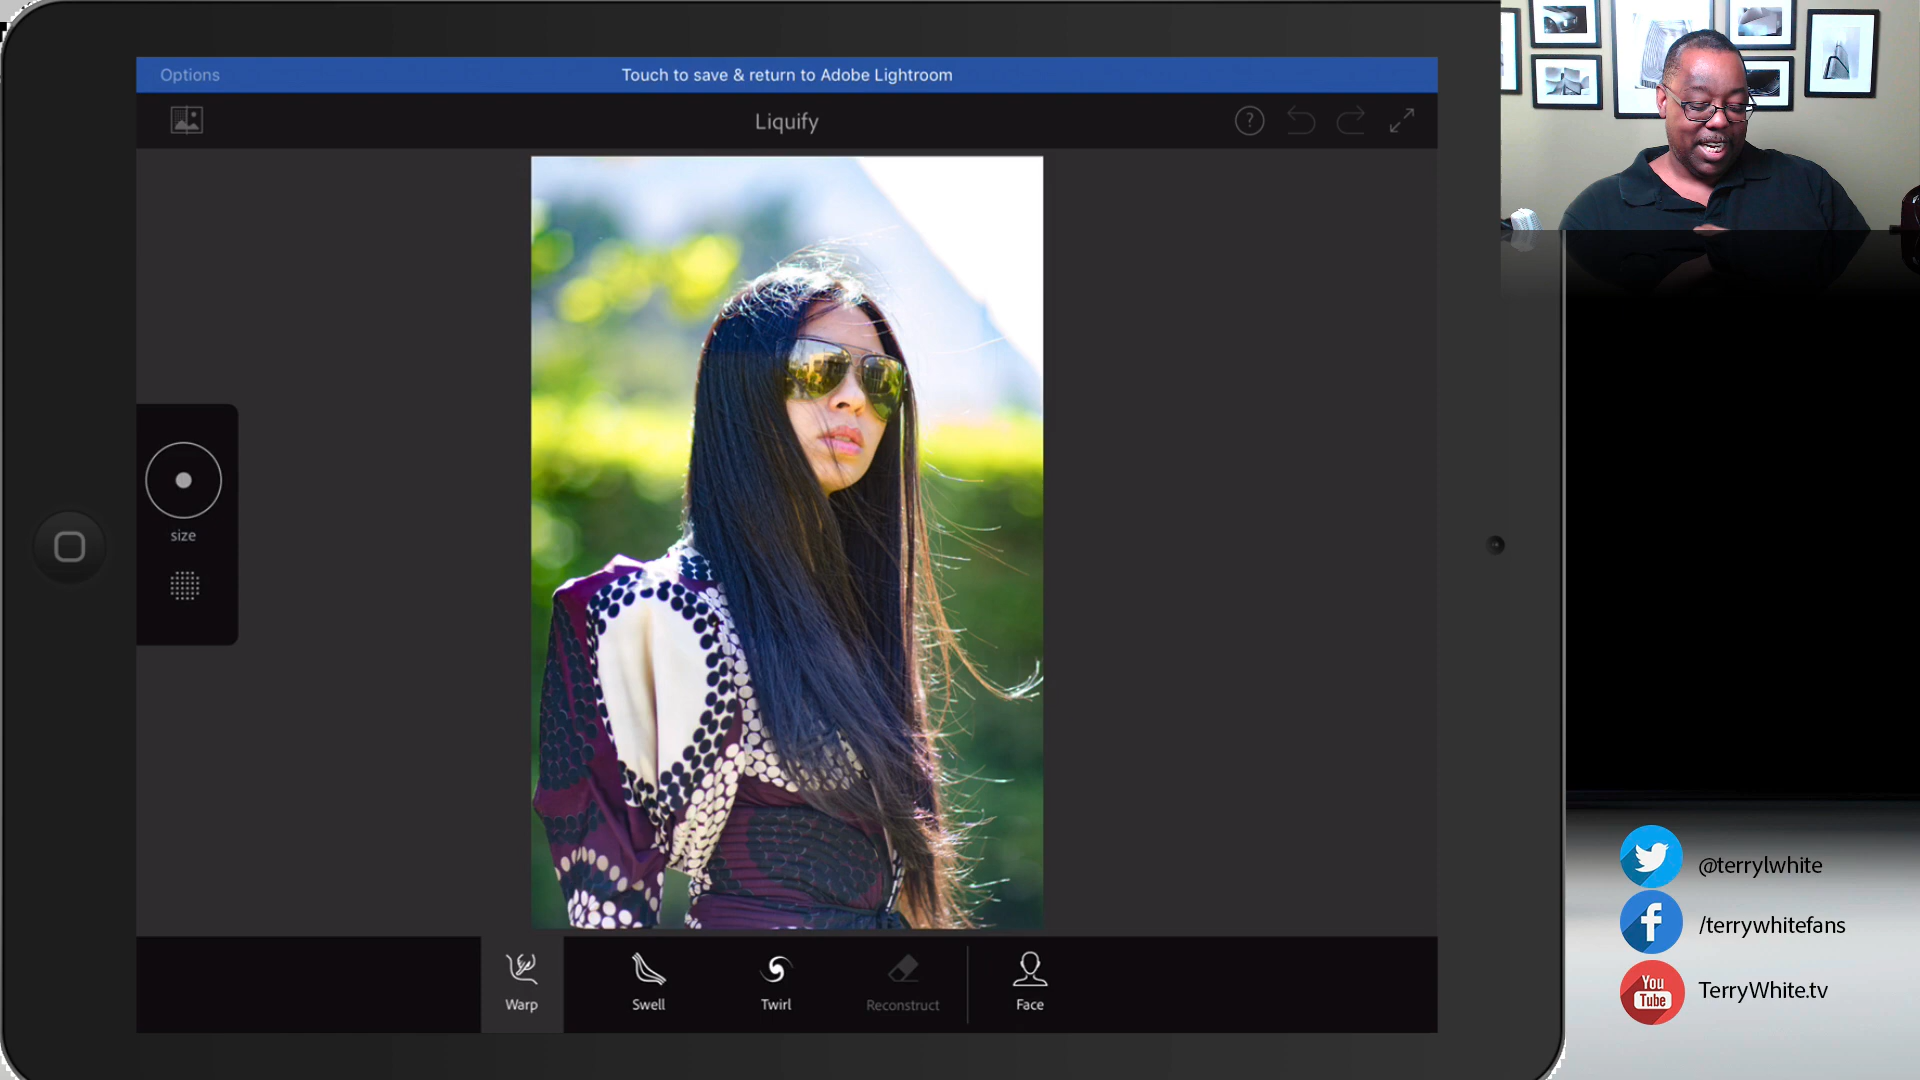 Options
Touch to save & return to Adobe Lightroom
Liquify
?
size
Warp
Swell
Twirl
Reconstruct
Face
@terrylwhite
/terrywhitefans
You
Tube
TerryWhite.tv